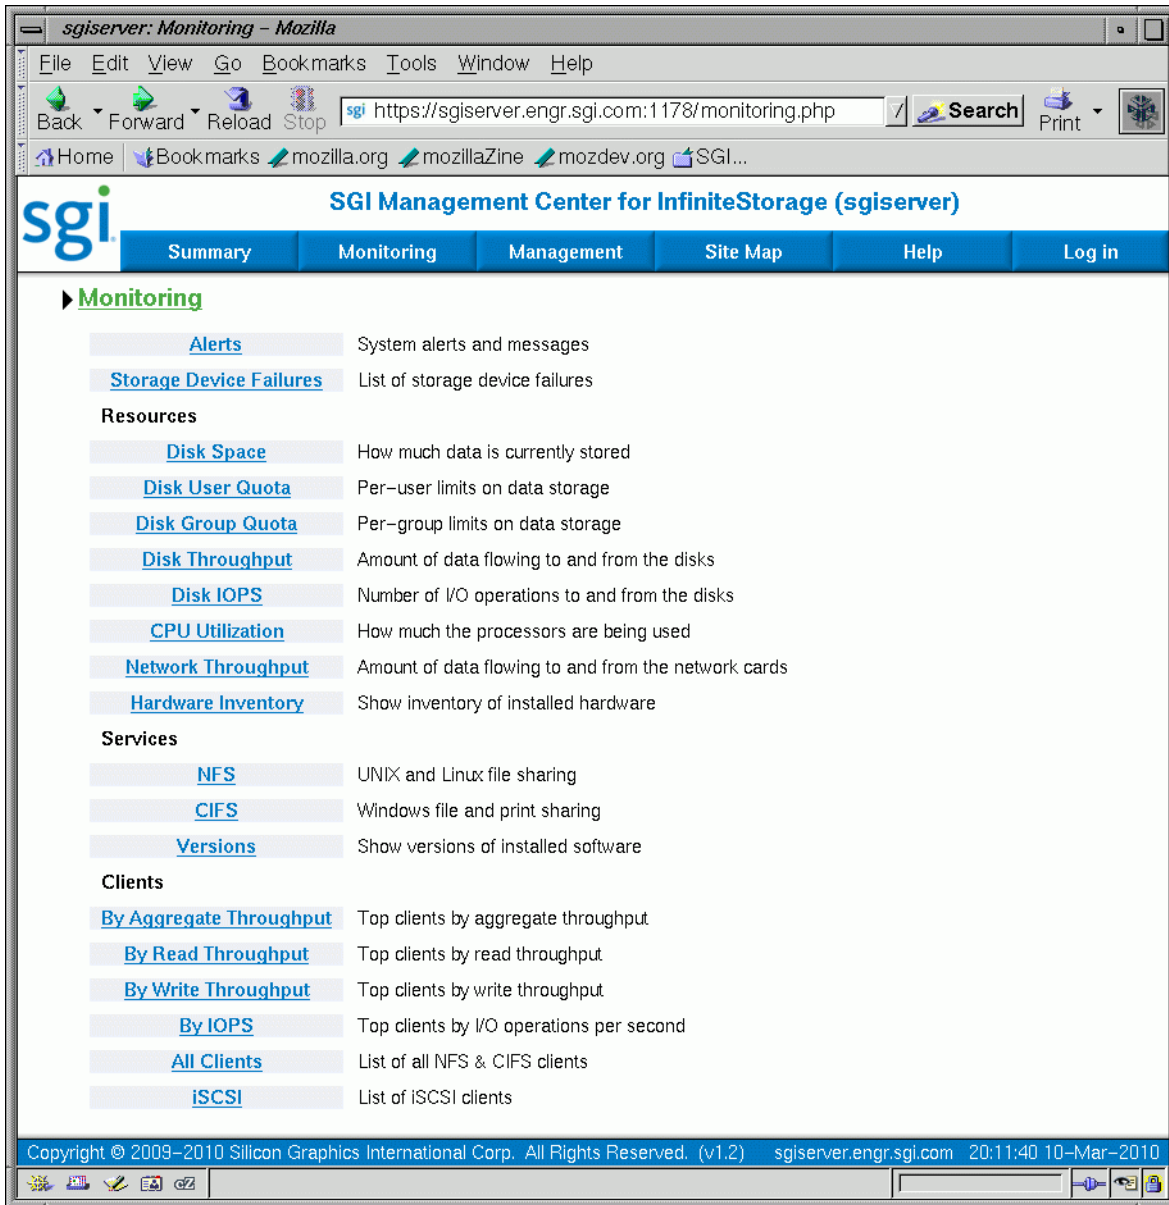 sgiserver: Monitoring – Mozilla
File Edit View Go Bookmarks Tools Window Help
Back Forward Reload Stop sgi https://sgiserver.engr.sgi.com:1178/monitoring.php Search Print
Home Bookmarks mozilla.org mozillaZine mozdev.org SGI...
sgi SGI Management Center for InfiniteStorage (sgiserver)
Summary Monitoring Management Site Map Help Log in
Monitoring
Alerts System alerts and messages
Storage Device Failures List of storage device failures
Resources
Disk Space How much data is currently stored
Disk User Quota Per–user limits on data storage
Disk Group Quota Per–group limits on data storage
Disk Throughput Amount of data flowing to and from the disks
Disk IOPS Number of I/O operations to and from the disks
CPU Utilization How much the processors are being used
Network Throughput Amount of data flowing to and from the network cards
Hardware Inventory Show inventory of installed hardware
Services
NFS UNIX and Linux file sharing
CIFS Windows file and print sharing
Versions Show versions of installed software
Clients
By Aggregate Throughput Top clients by aggregate throughput
By Read Throughput Top clients by read throughput
By Write Throughput Top clients by write throughput
By IOPS Top clients by I/O operations per second
All Clients List of all NFS & CIFS clients
iSCSI List of iSCSI clients
Copyright © 2009–2010 Silicon Graphics International Corp. All Rights Reserved. (v1.2) sgiserver.engr.sgi.com 20:11:40 10–Mar–2010